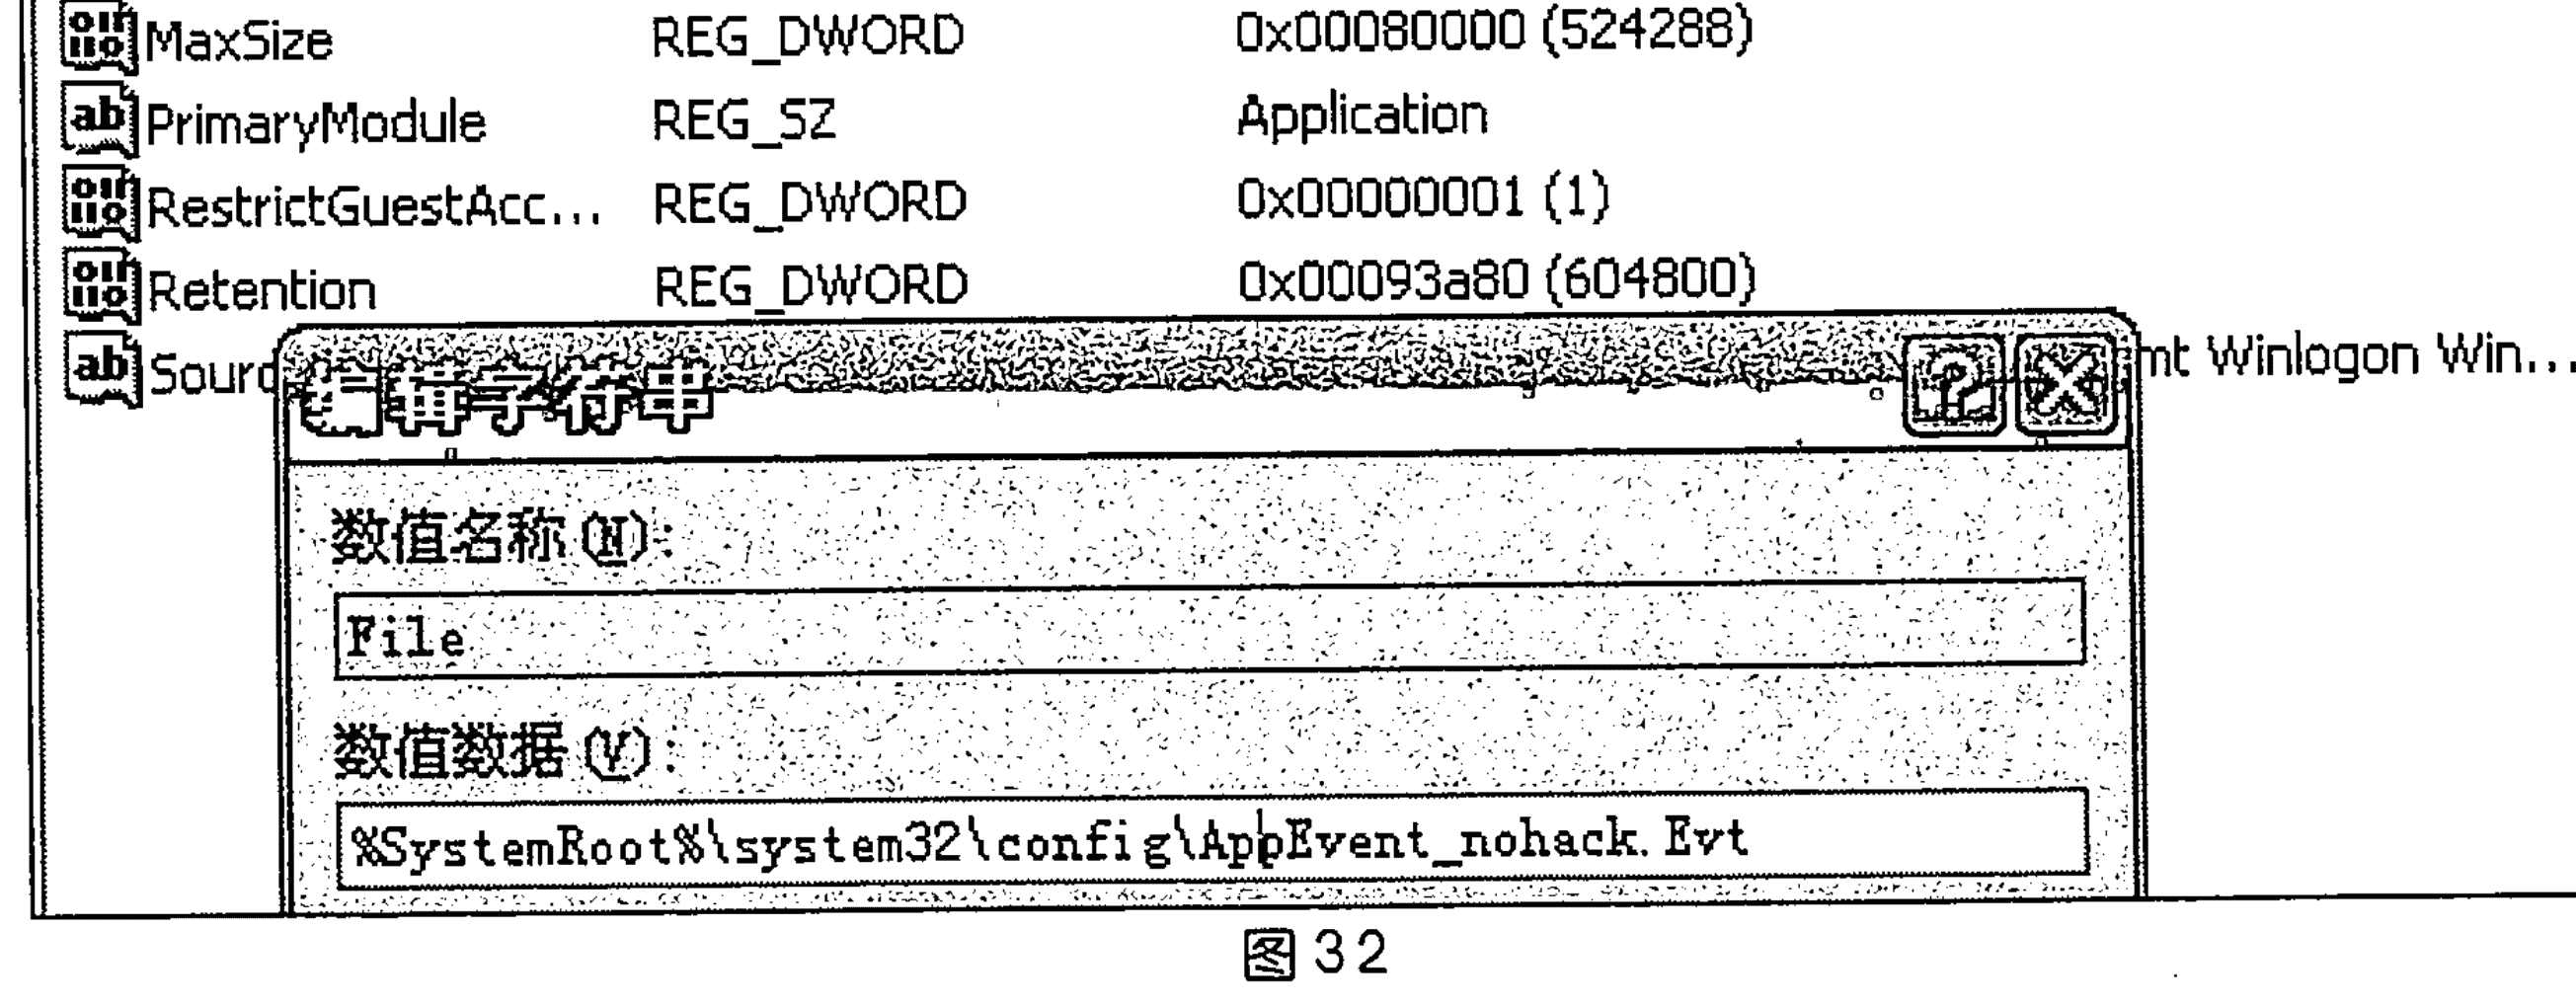 MaxSize REG_DWORD 0x00080000 (524288)
PrimaryModule REG_SZ Application
RestrictGuestAcc... REG_DWORD 0x00000001 (1)
Retention REG_DWORD 0x00093a80 (604800)
Sourc mt Winlogon Win...
编辑字符串
数值名称(N):
File
数值数据(V):
%SystemRoot%\system32\config\AppEvent_nohack.Evt
图32